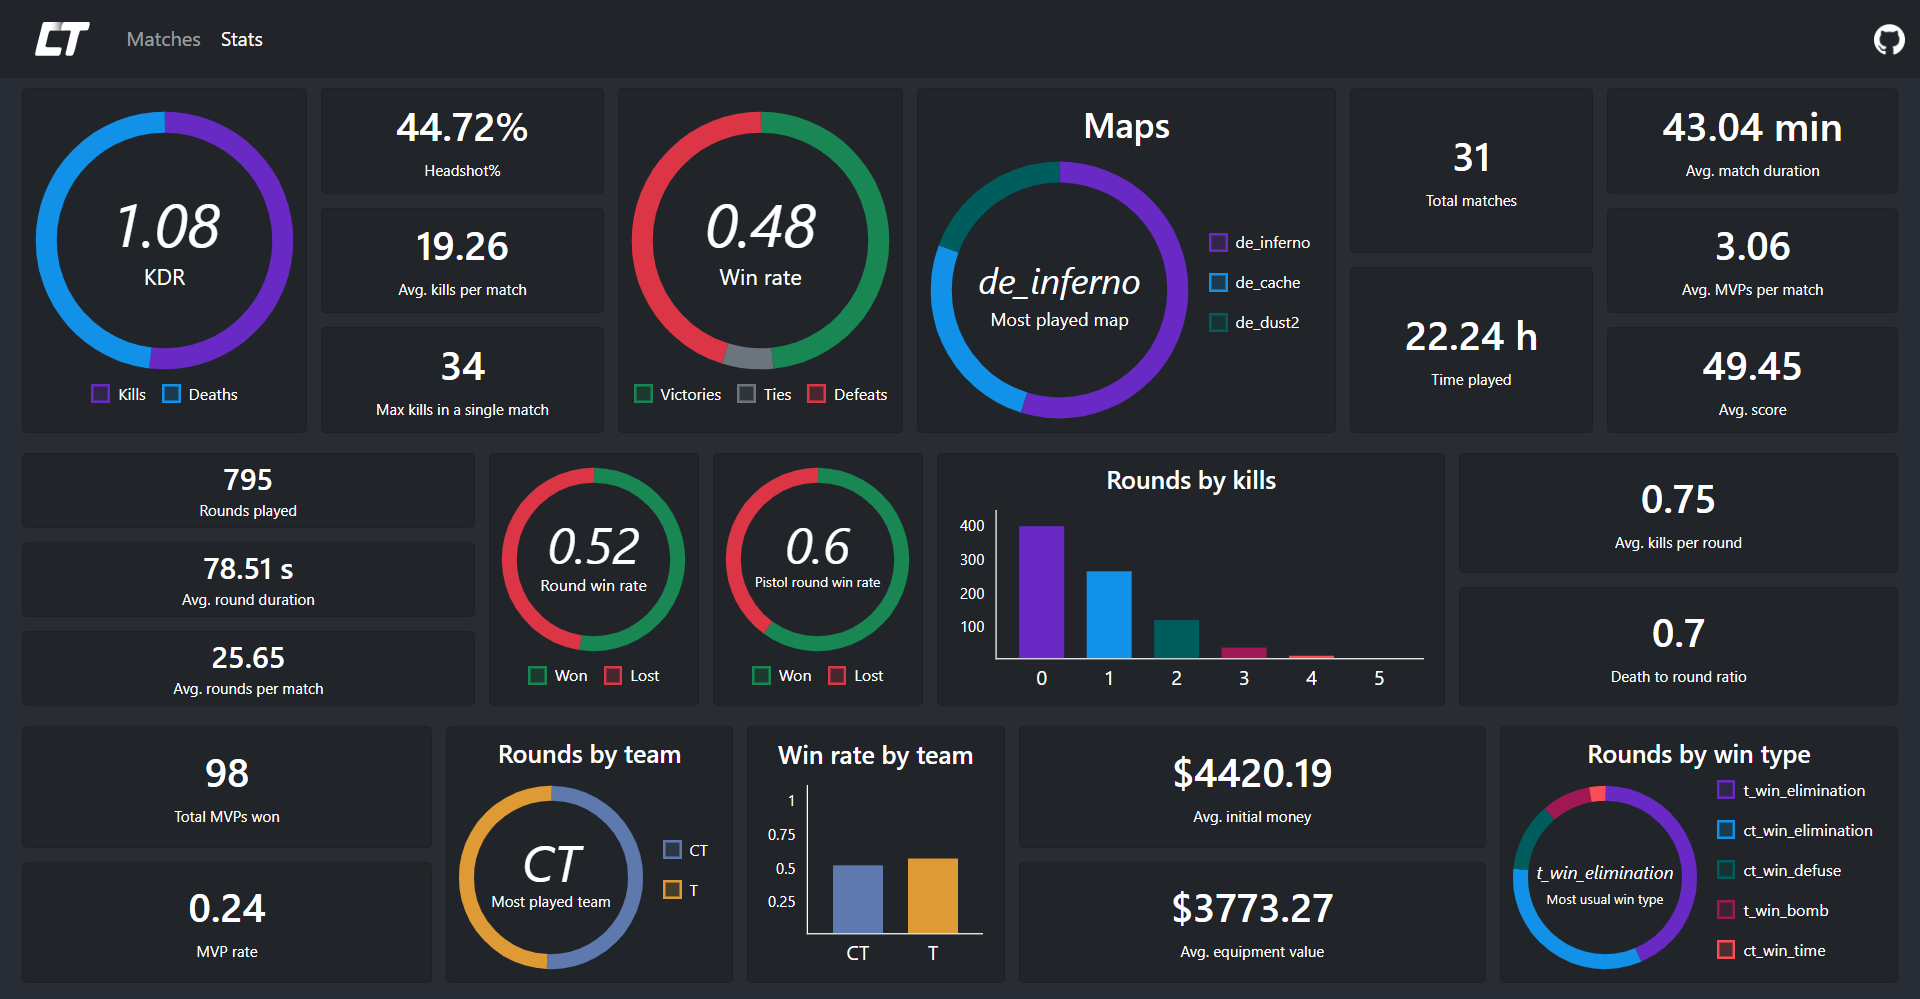 CT
Matches
Stats
1.08
KDR
Kills
Deaths
44.72%
Headshot%
19.26
Avg. kills per match
34
Max kills in a single match
0.48
Win rate
Victories
Ties
Defeats
Maps
de_inferno
Most played map
de_inferno
de_cache
de_dust2
31
Total matches
22.24 h
Time played
43.04 min
Avg. match duration
3.06
Avg. MVPs per match
49.45
Avg. score
795
Rounds played
78.51 s
Avg. round duration
25.65
Avg. rounds per match
0.52
Round win rate
Won
Lost
0.6
Pistol round win rate
Won
Lost
Rounds by kills
400
300
200
100
0
1
2
3
4
5
0.75
Avg. kills per round
0.7
Death to round ratio
98
Total MVPs won
0.24
MVP rate
Rounds by team
CT
Most played team
CT
T
Win rate by team
1
0.75
0.5
0.25
CT
T
$4420.19
Avg. initial money
$3773.27
Avg. equipment value
Rounds by win type
t_win_elimination
Most usual win type
t_win_elimination
ct_win_elimination
ct_win_defuse
t_win_bomb
ct_win_time